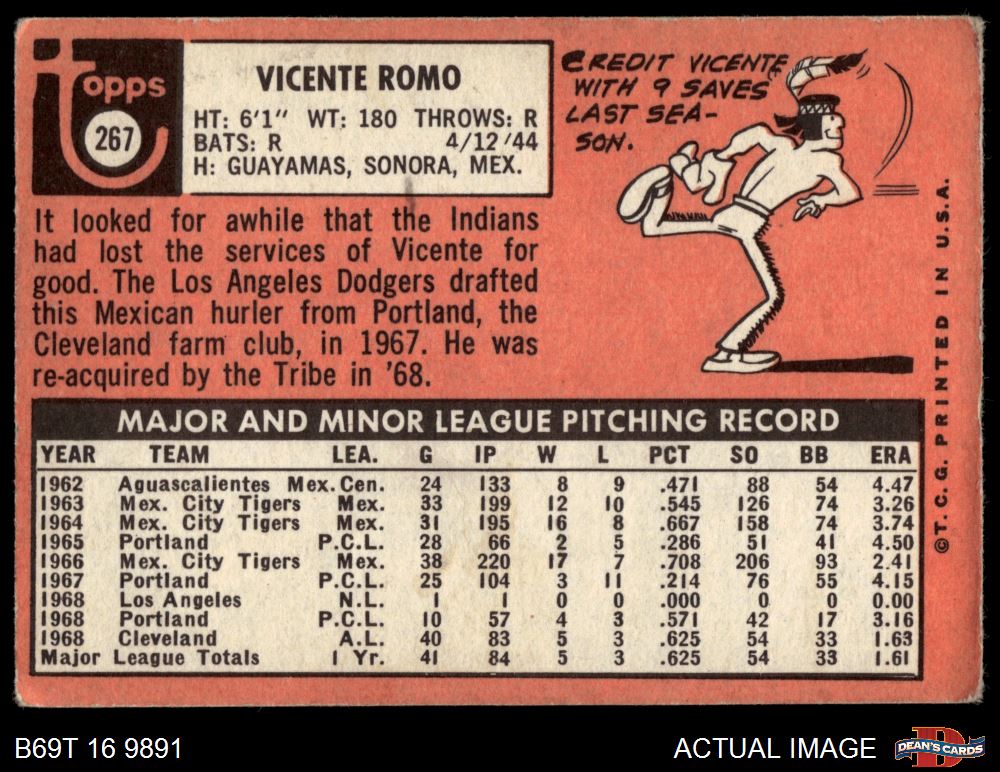 Topps
267
VICENTE ROMO
HT: 6'1" WT: 180 THROWS: R
BATS: R 4/12/44
H: GUAYAMAS, SONORA, MEX.
CREDIT VICENTE
WITH 9 SAVES
LAST SEA-
SON.
It looked for awhile that the Indians
had lost the services of Vicente for
good. The Los Angeles Dodgers drafted
this Mexican hurler from Portland, the
Cleveland farm club, in 1967. He was
re-acquired by the Tribe in '68.
©T.C.G. PRINTED IN U.S.A.
MAJOR AND MINOR LEAGUE PITCHING RECORD
YEAR TEAM LEA. G IP W L PCT SO BB ERA
1962 Aguascalientes Mex. Cen. 24 133 8 9 .471 88 54 4.47
1963 Mex. City Tigers Mex. 33 199 12 10 .545 126 74 3.26
1964 Mex. City Tigers Mex. 31 195 16 8 .667 158 74 3.74
1965 Portland P.C.L. 28 66 2 5 .286 51 41 4.50
1966 Mex. City Tigers Mex. 38 220 17 7 .708 206 93 2.41
1967 Portland P.C.L. 25 104 3 11 .214 76 55 4.15
1968 Los Angeles N.L. 1 1 0 0 .000 0 0 0.00
1968 Portland P.C.L. 10 57 4 3 .571 42 17 3.16
1968 Cleveland A.L. 40 83 5 3 .625 54 33 1.63
Major League Totals 1 Yr. 41 84 5 3 .625 54 33 1.61
B69T 16 9891
ACTUAL IMAGE
DEAN'S CARDS